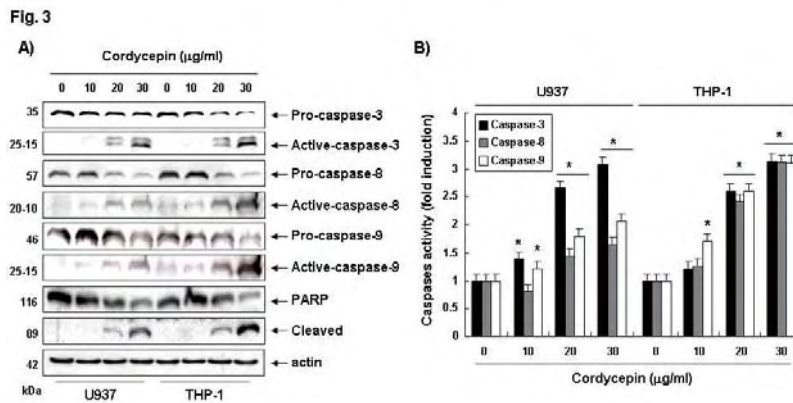 Fig. 3
A)
Cordycepin (μg/ml)
0 10 20 30 0 10 20 30
35 Pro-caspase-3
25-15 Active-caspase-3
57 Pro-caspase-8
20-10 Active-caspase-8
46 Pro-caspase-9
25-15 Active-caspase-9
116 PARP
89 Cleaved
42 actin
kDa
U937 THP-1
B)
U937 THP-1
Caspase-3
Caspase-8
Caspase-9
Caspases activity (fold induction)
4
3.5
3
2.5
2
1.5
1
0.5
0
* * * * * * *
0 10 20 30 0 10 20 30
Cordycepin (μg/ml)